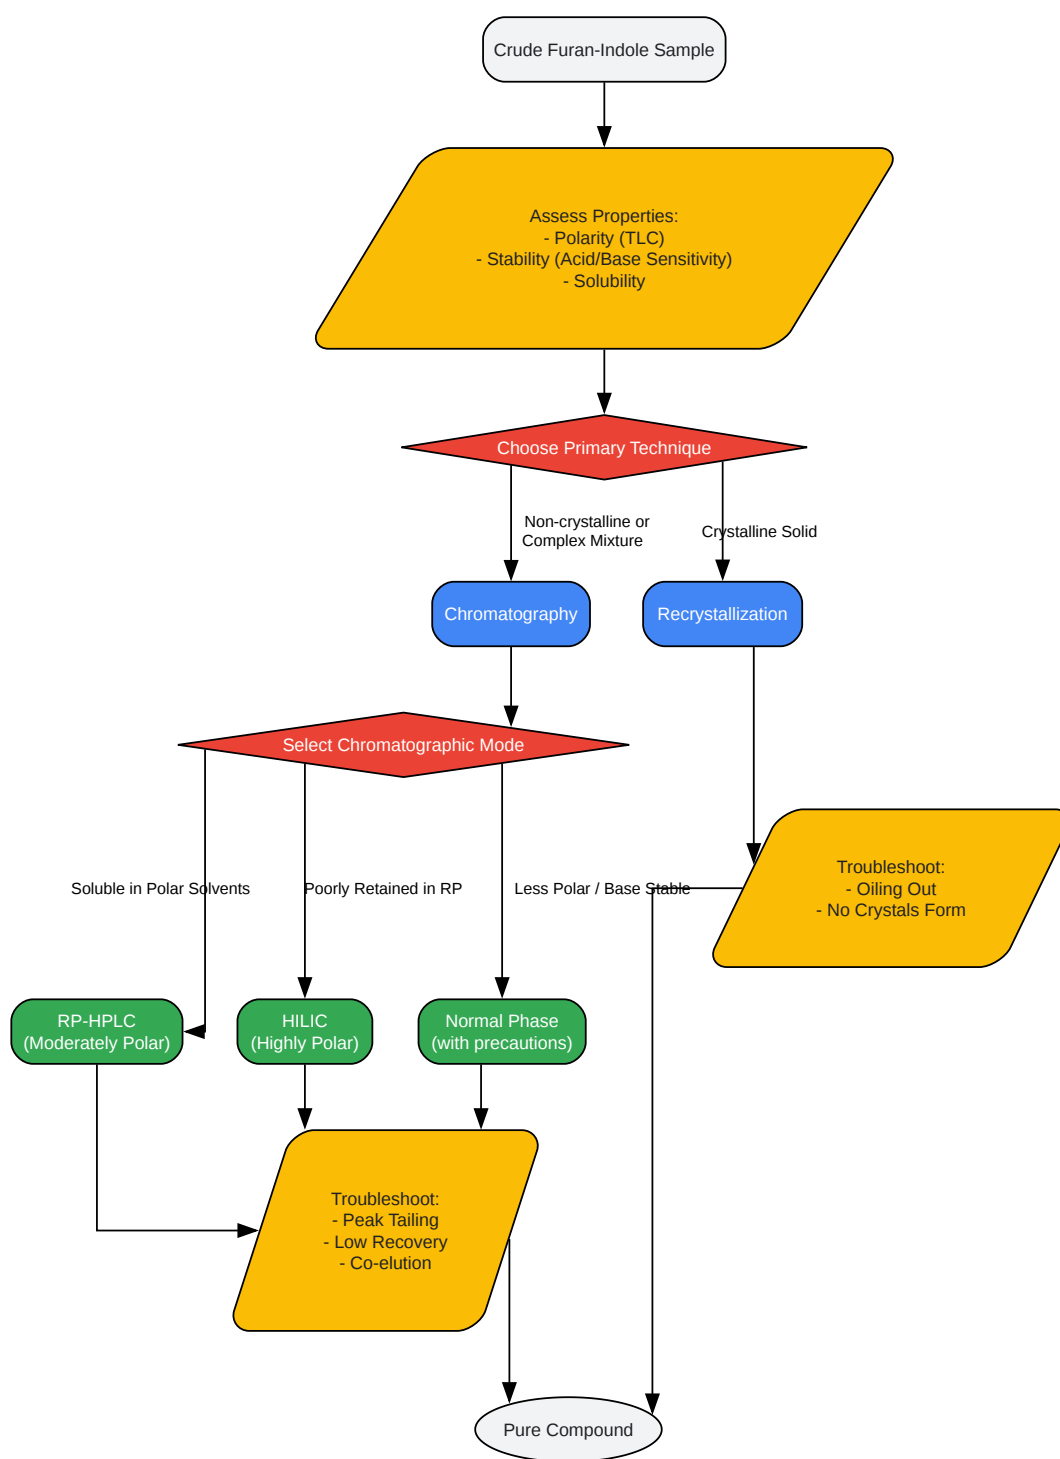 Crude Furan-Indole Sample
Assess Properties:
- Polarity (TLC)
- Stability (Acid/Base Sensitivity)
- Solubility
Choose Primary Technique
Non-crystalline or
Complex Mixture
Crystalline Solid
Chromatography
Recrystallization
Select Chromatographic Mode
Soluble in Polar Solvents
Poorly Retained in RP
Less Polar / Base Stable
Troubleshoot:
- Oiling Out
- No Crystals Form
RP-HPLC
(Moderately Polar)
HILIC
(Highly Polar)
Normal Phase
(with precautions)
Troubleshoot:
- Peak Tailing
- Low Recovery
- Co-elution
Pure Compound